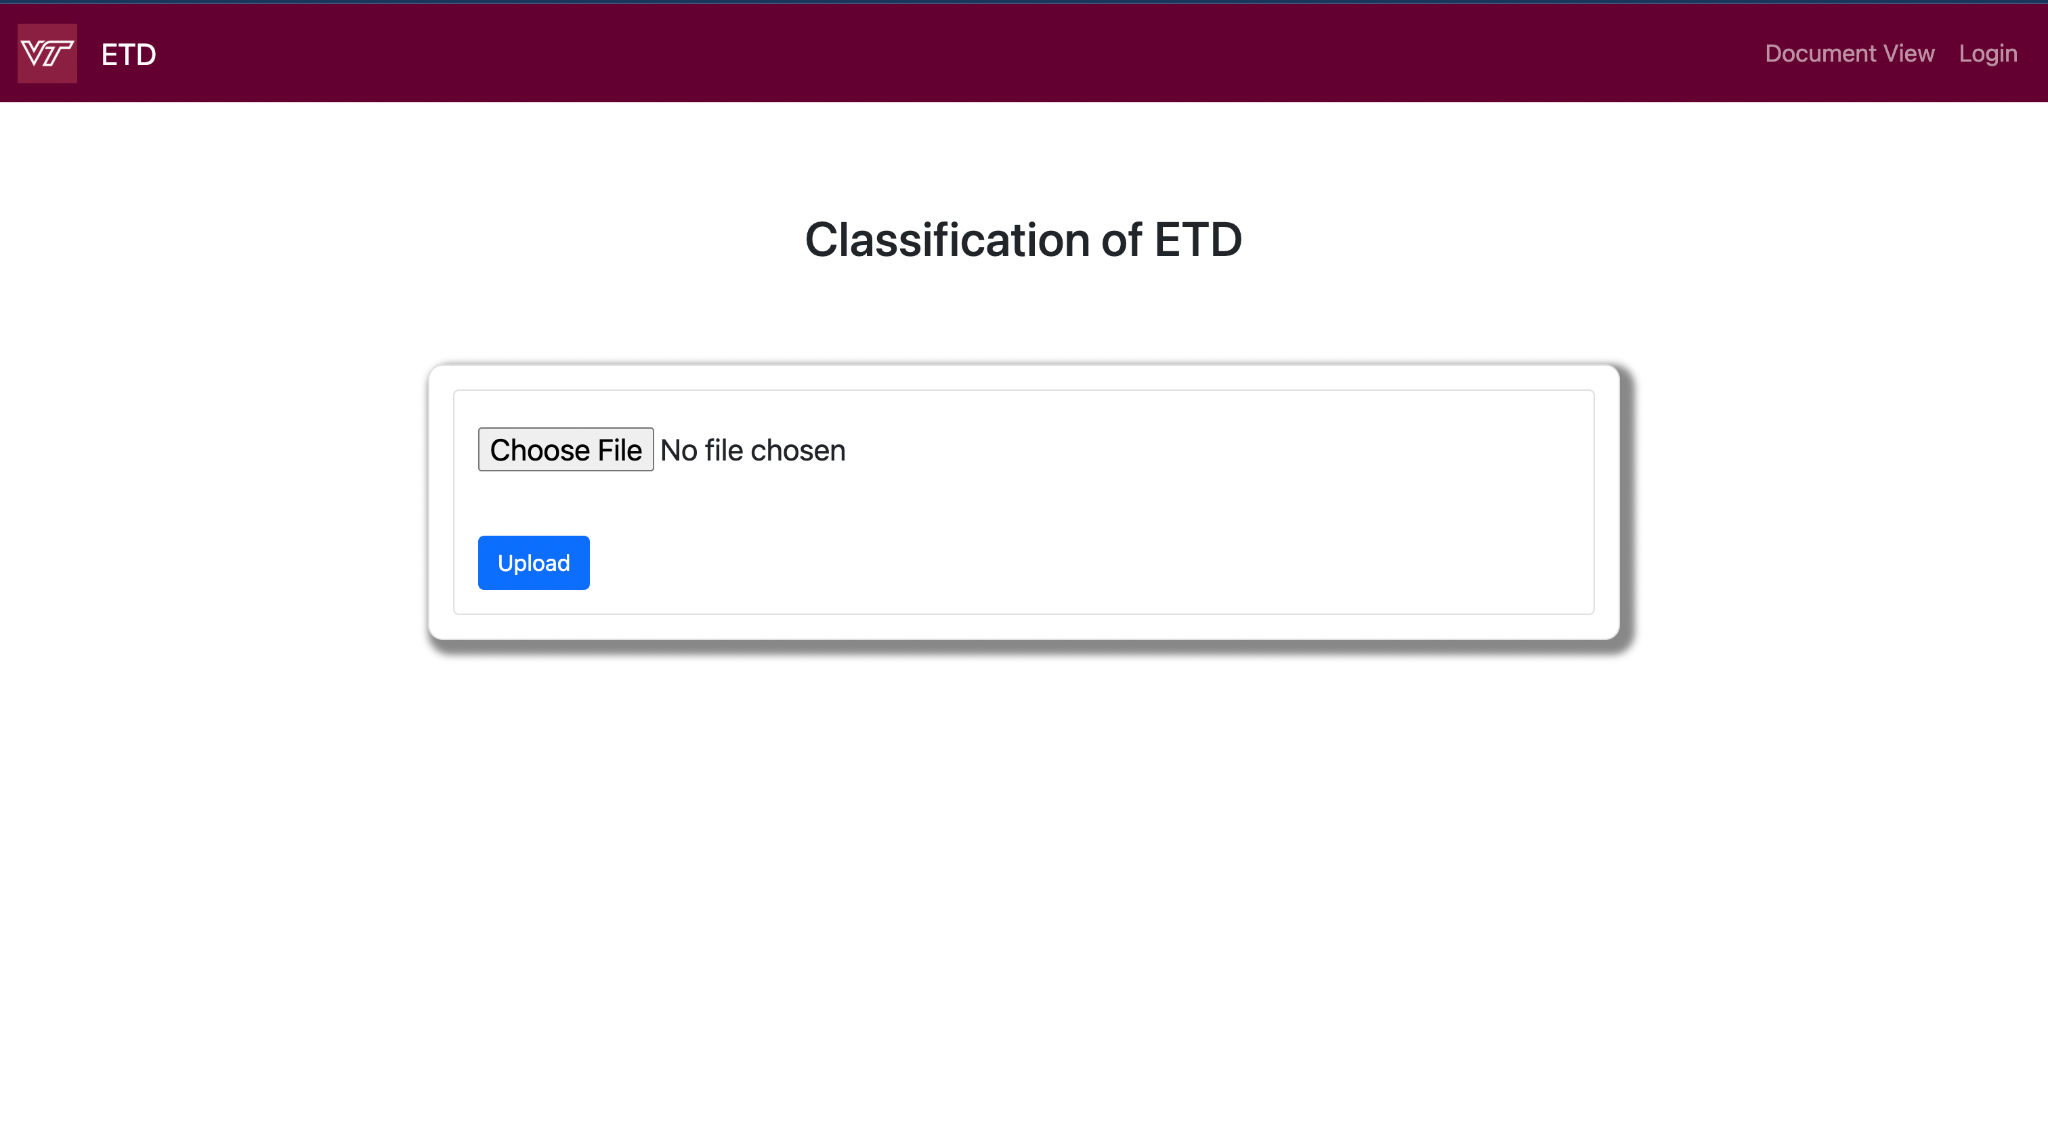 VT ETD Document View Login
Classification of ETD
Choose File No file chosen
Upload